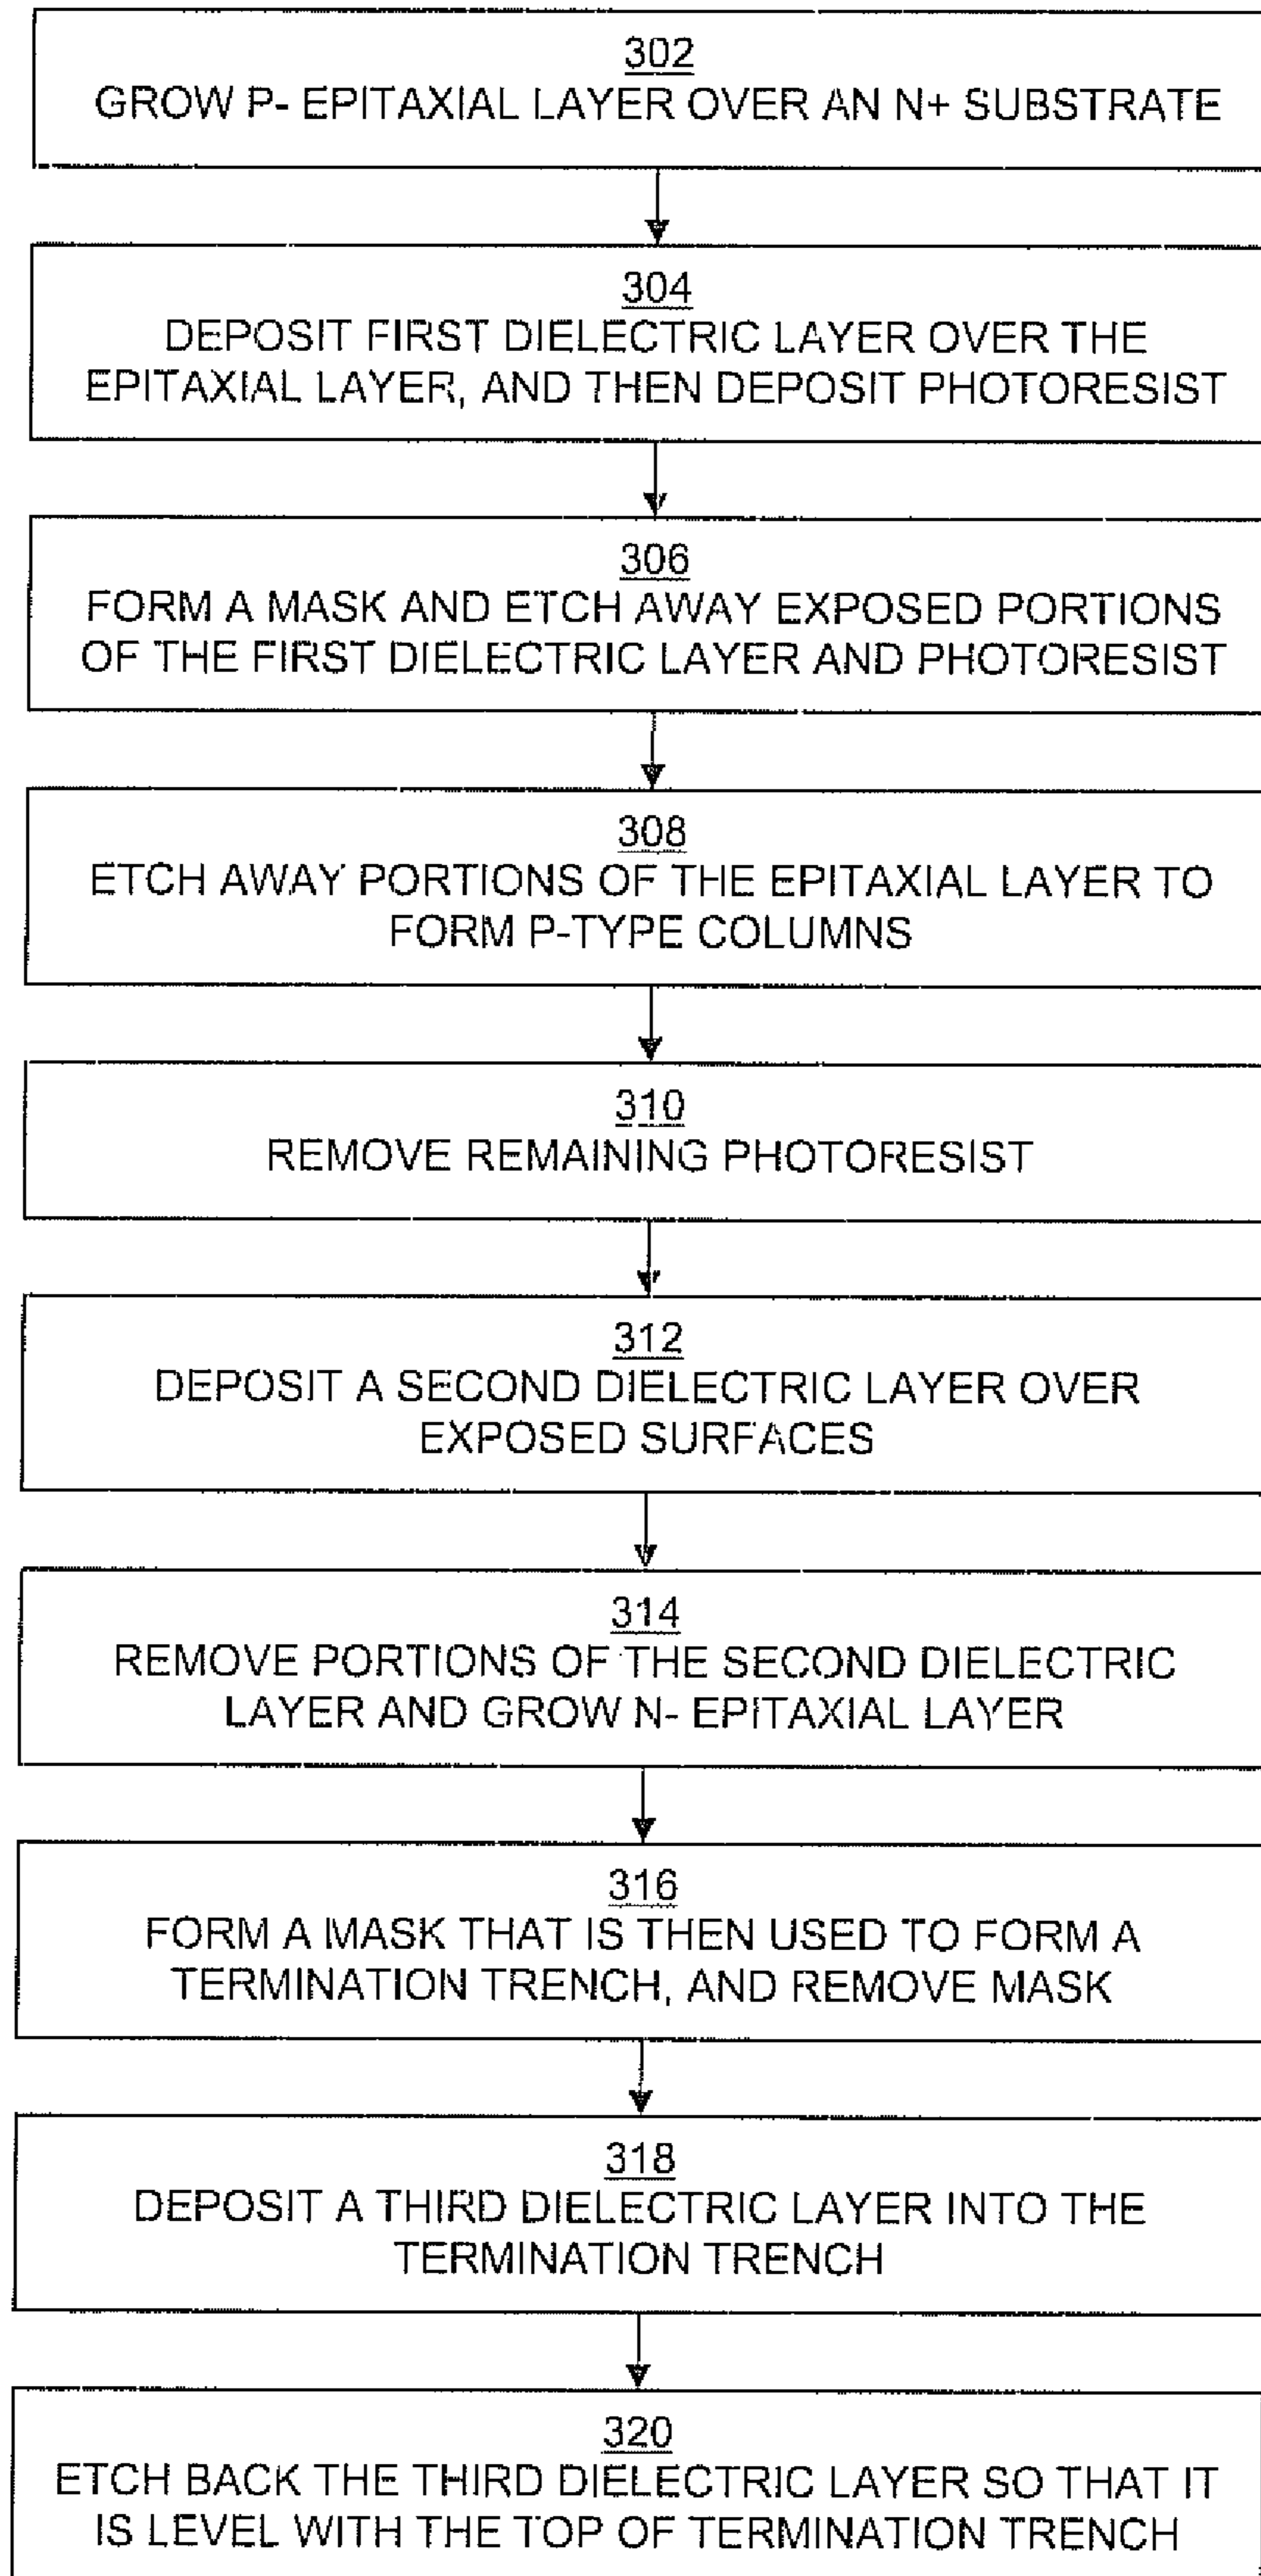 302
GROW P- EPITAXIAL LAYER OVER AN N+ SUBSTRATE
304
DEPOSIT FIRST DIELECTRIC LAYER OVER THE
EPITAXIAL LAYER, AND THEN DEPOSIT PHOTORESIST
306
FORM A MASK AND ETCH AWAY EXPOSED PORTIONS
OF THE FIRST DIELECTRIC LAYER AND PHOTORESIST
308
ETCH AWAY PORTIONS OF THE EPITAXIAL LAYER TO
FORM P-TYPE COLUMNS
310
REMOVE REMAINING PHOTORESIST
312
DEPOSIT A SECOND DIELECTRIC LAYER OVER
EXPOSED SURFACES
314
REMOVE PORTIONS OF THE SECOND DIELECTRIC
LAYER AND GROW N- EPITAXIAL LAYER
316
FORM A MASK THAT IS THEN USED TO FORM A
TERMINATION TRENCH, AND REMOVE MASK
318
DEPOSIT A THIRD DIELECTRIC LAYER INTO THE
TERMINATION TRENCH
320
ETCH BACK THE THIRD DIELECTRIC LAYER SO THAT IT
IS LEVEL WITH THE TOP OF TERMINATION TRENCH